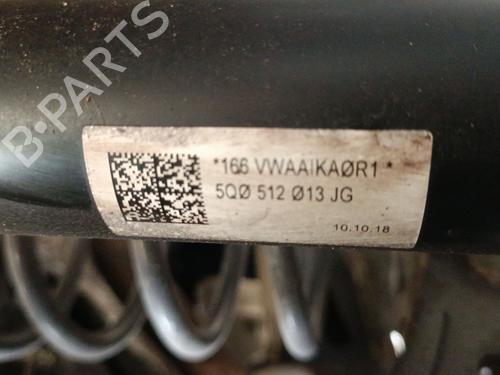 B-PARTS
*166 VWAAIKAØR1 *
5QØ 512 Ø13 JG
10.10.18